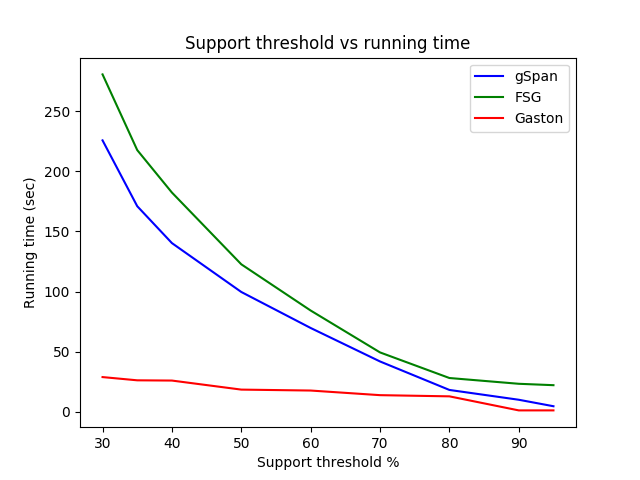 Support threshold vs running time
gSpan
FSG
Gaston
Running time (sec)
250
200
150
100
50
0
30 40 50 60 70 80 90
Support threshold %